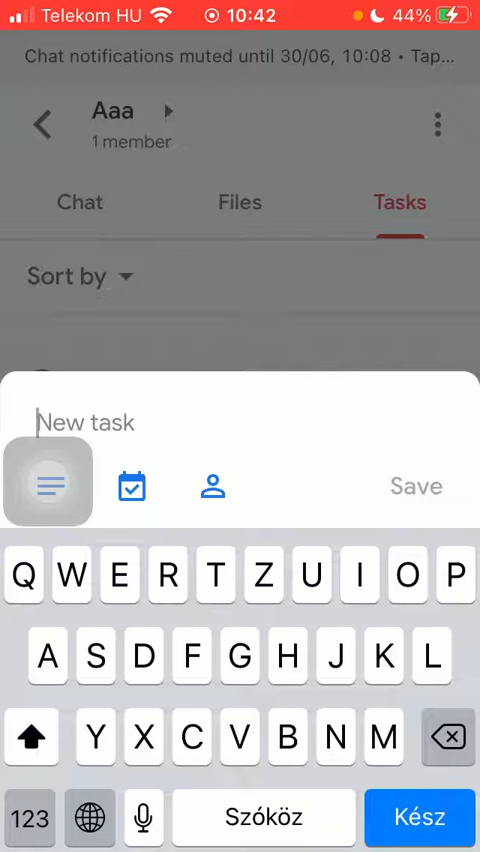 Telekom HU 10:42 44%
Chat notifications muted until 30/06, 10:08 • Tap...
Aaa
1 member
Chat Files Tasks
Sort by
New task
Save
Q W E R T Z U I O P
A S D F G H J K L
Y X C V B N M
123 Szóköz Kész